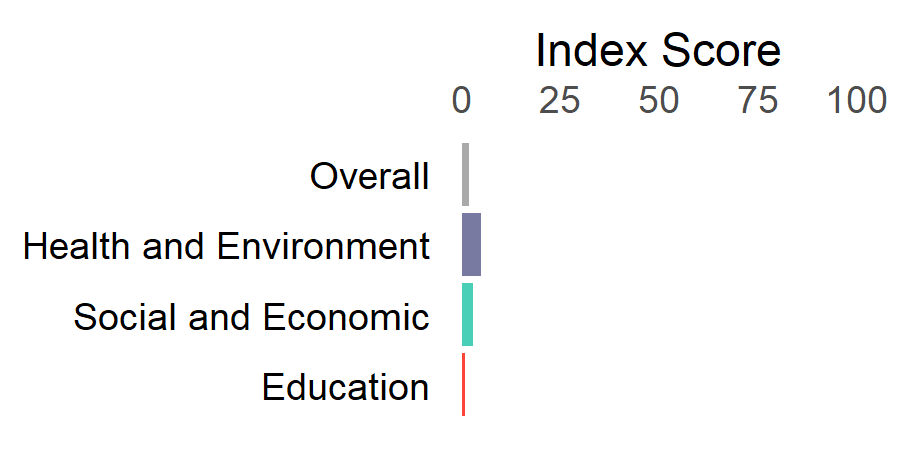 Index Score
0 25 50 75 100
Overall
Health and Environment
Social and Economic
Education